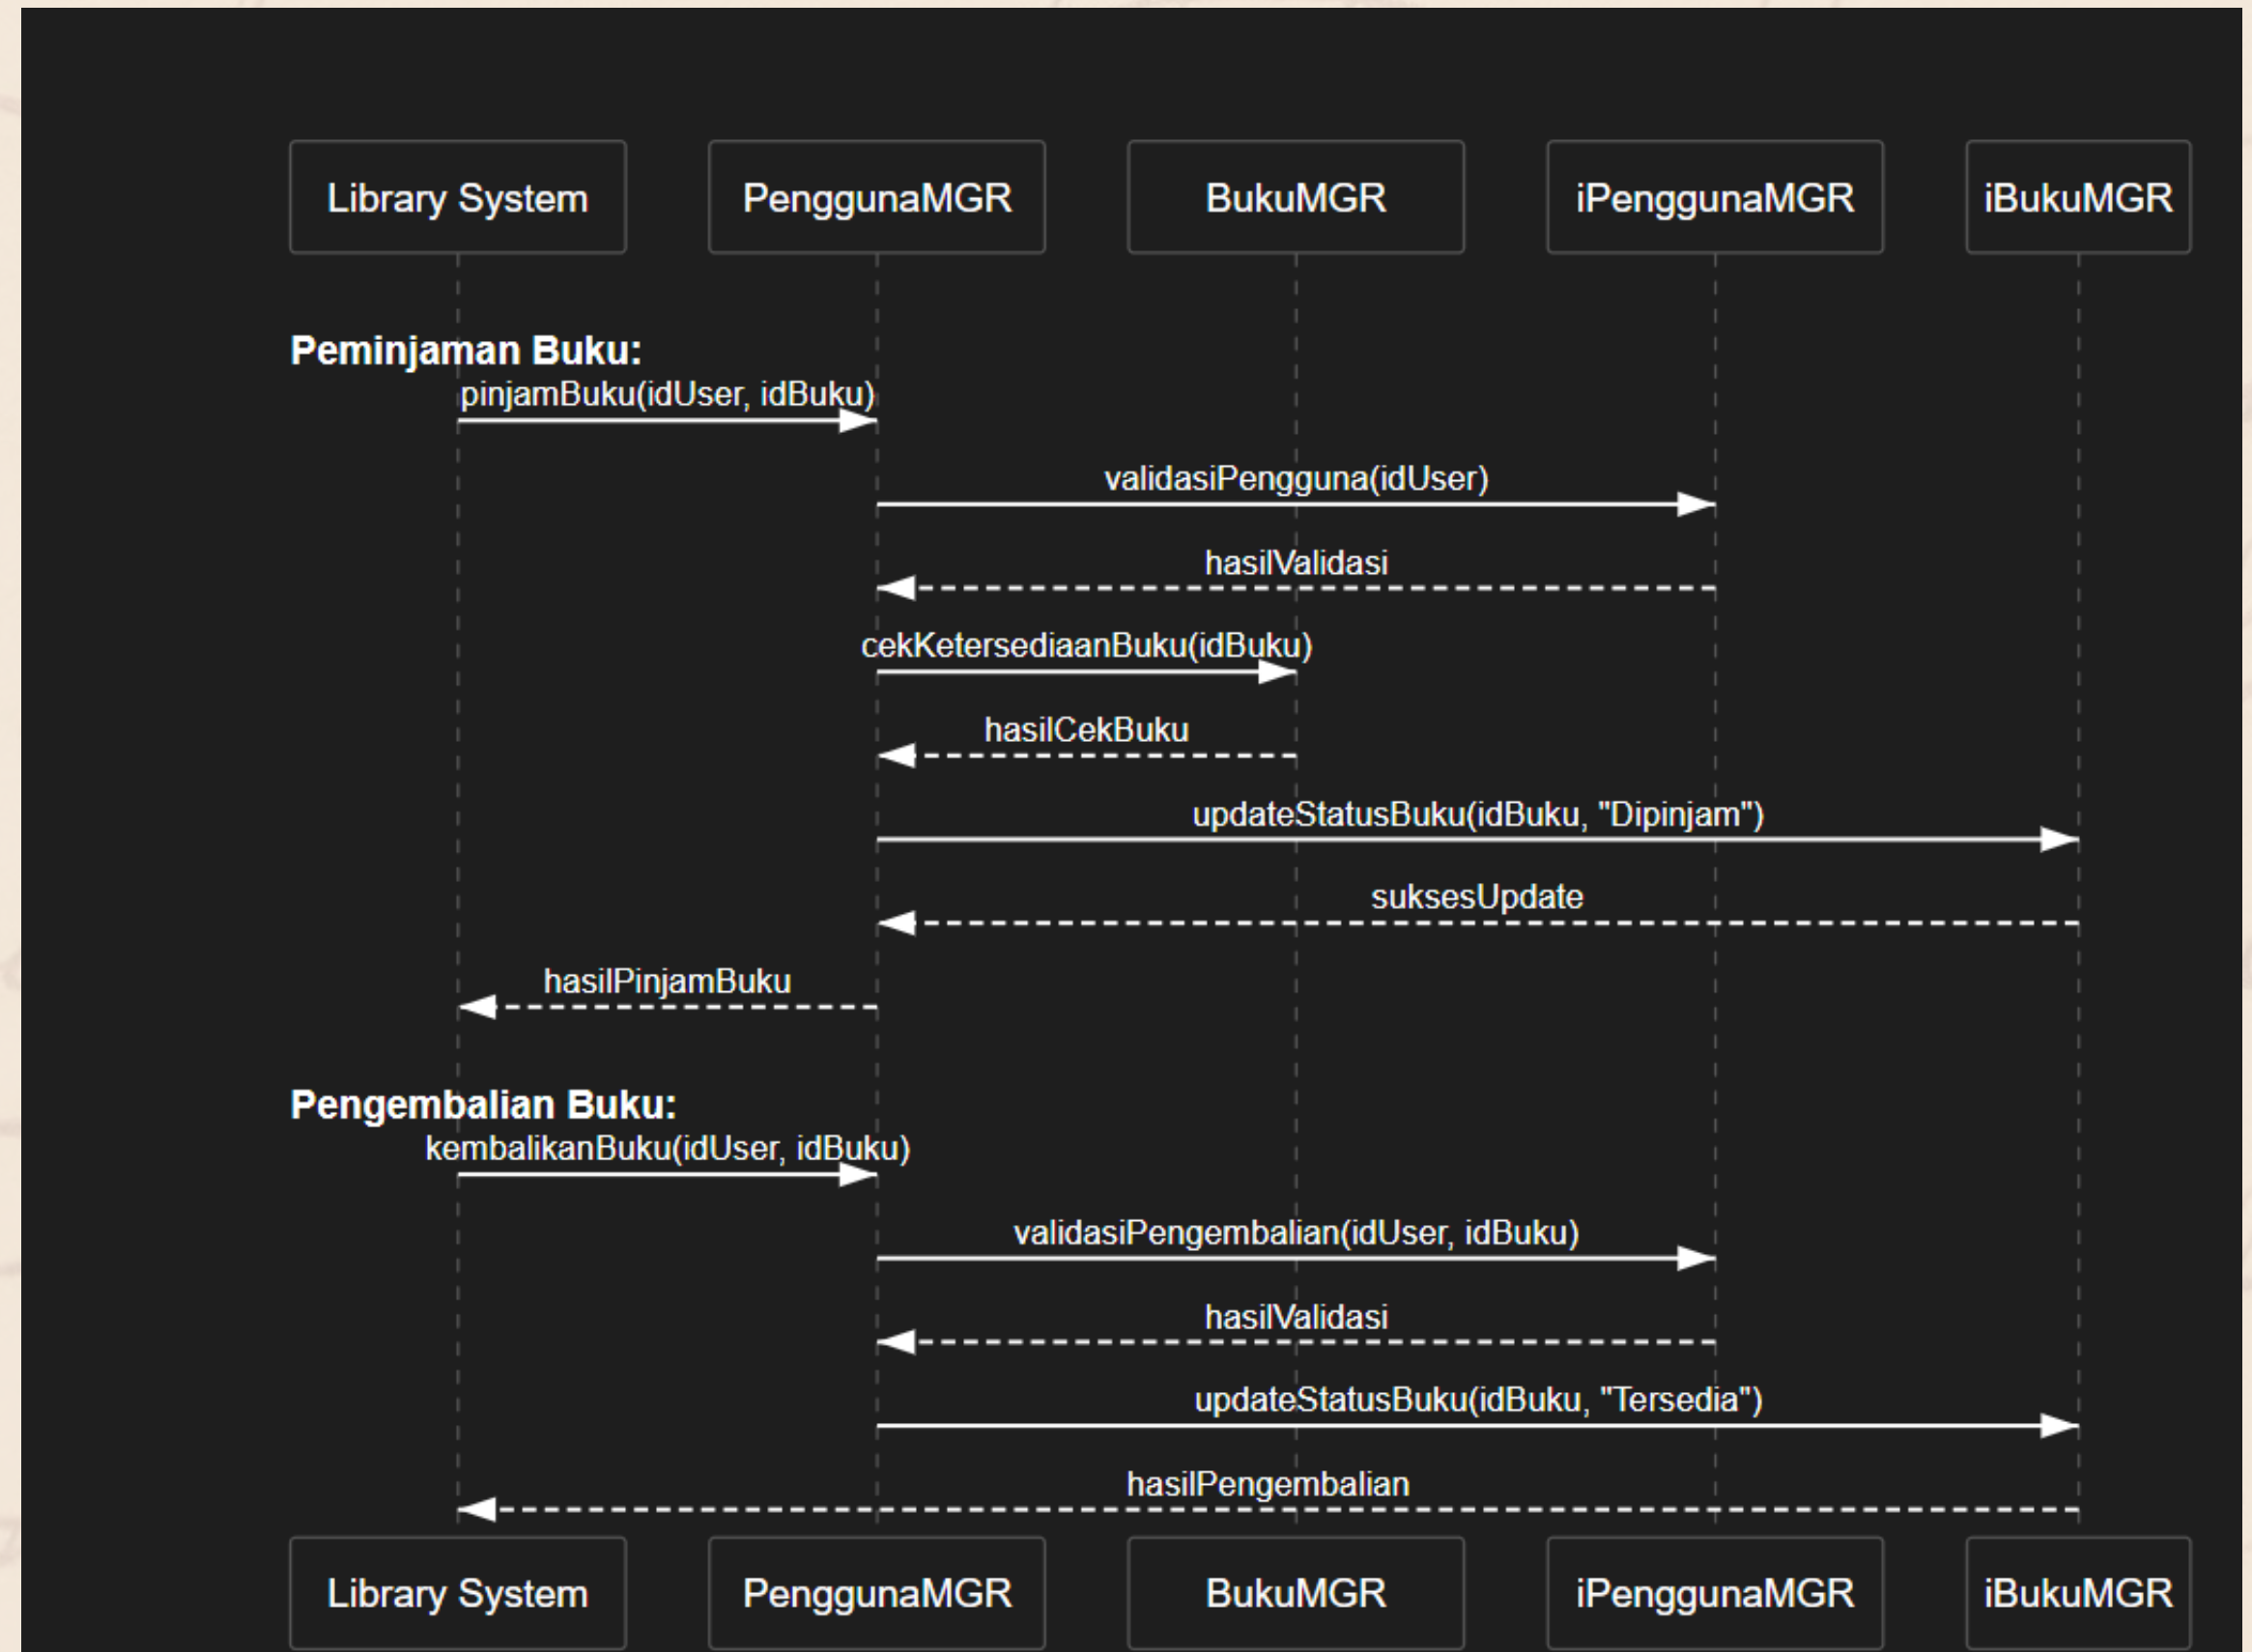 Library System
PenggunaMGR
BukuMGR
iPenggunaMGR
iBukuMGR
Peminjaman Buku:
pinjamBuku(idUser, idBuku)
validasiPengguna(idUser)
hasilValidasi
cekKetersediaanBuku(idBuku)
hasilCekBuku
updateStatusBuku(idBuku, "Dipinjam")
suksesUpdate
hasilPinjamBuku
Pengembalian Buku:
kembalikanBuku(idUser, idBuku)
validasiPengembalian(idUser, idBuku)
hasilValidasi
updateStatusBuku(idBuku, "Tersedia")
hasilPengembalian
Library System
PenggunaMGR
BukuMGR
iPenggunaMGR
iBukuMGR